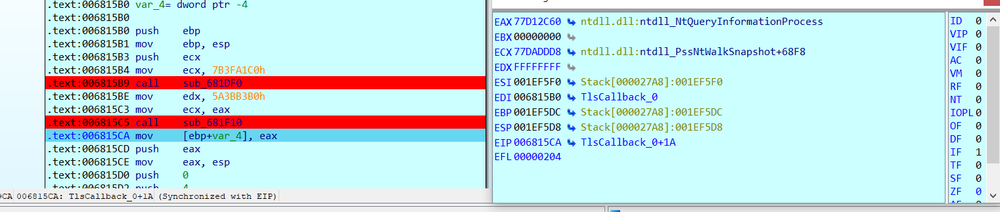 .text:006815B0 var_4= dword ptr -4
.text:006815B0
.text:006815B0 push    ebp
.text:006815B1 mov     ebp, esp
.text:006815B3 push    ecx
.text:006815B4 mov     ecx, 7B3FA1C0h
.text:006815B9 call    sub_681DF0
.text:006815BE mov     edx, 5A3BB3B0h
.text:006815C3 mov     ecx, eax
.text:006815C5 call    sub_681F10
.text:006815CA mov     [ebp+var_4], eax
.text:006815CD push    eax
.text:006815CE mov     eax, esp
.text:006815D0 push    0
.text:006815D2 push    4
9CA 006815CA: TlsCallback_0+1A (Synchronized with EIP)
EAX 77D12C60 ntdll.dll:ntdll_NtQueryInformationProcess
EBX 00000000
ECX 77DADDD8 ntdll.dll:ntdll_PssNtWalkSnapshot+68F8
EDX FFFFFFFF
ESI 001EF5F0 Stack[000027A8]:001EF5F0
EDI 006815B0 TlsCallback_0
EBP 001EF5DC Stack[000027A8]:001EF5DC
ESP 001EF5D8 Stack[000027A8]:001EF5D8
EIP 006815CA TlsCallback_0+1A
EFL 00000204
ID 0
VIP 0
VIF 0
AC 0
VM 0
RF 0
NT 0
IOPL 0
OF 0
DF 0
IF 1
TF 0
SF 0
ZF 0